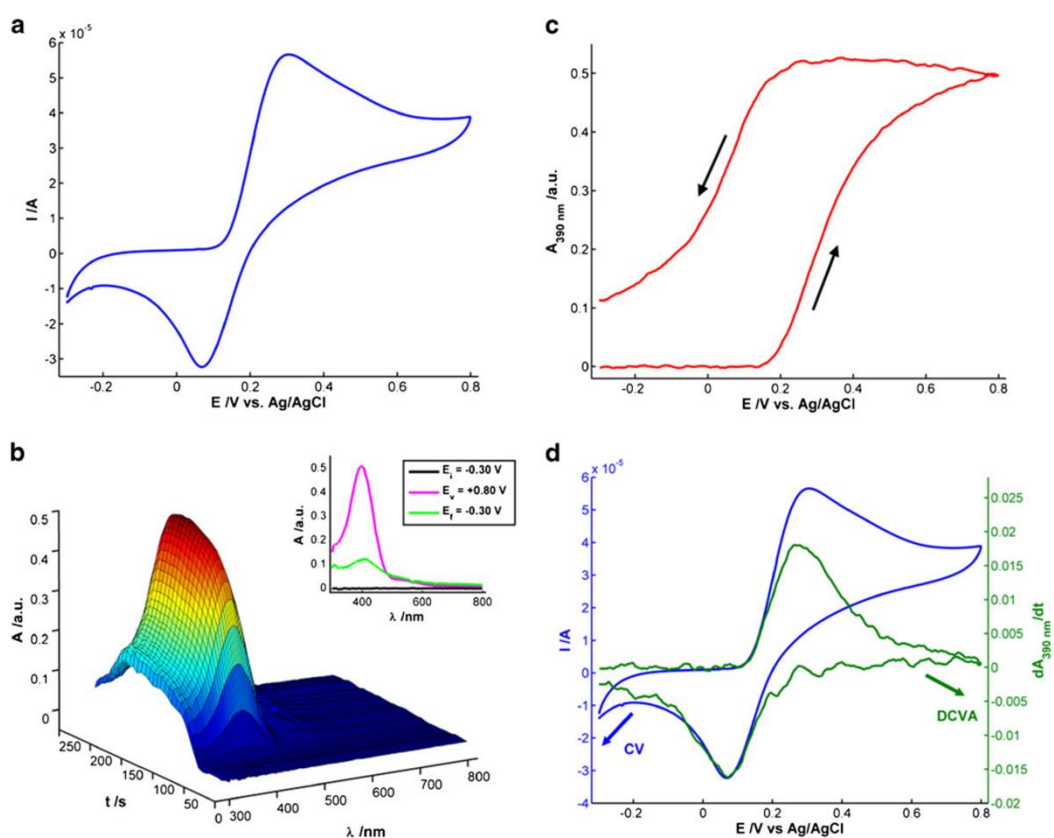 a
× 10⁻⁵
6
5
4
3
2
1
0
-1
-2
-3
I /A
-0.2 0 0.2 0.4 0.6 0.8
E /V vs. Ag/AgCl
c
0.5
0.4
0.3
0.2
0.1
0
A390 nm /a.u.
-0.2 0 0.2 0.4 0.6 0.8
E /V vs. Ag/AgCl
b
0.5
0.4
0.3
0.2
0.1
0
A /a.u.
250 200 150 100 50 0
t /s
300 400 500 600 700 800
λ /nm
0.5
0.4
0.3
0.2
0.1
0
A /a.u.
400 600 800
λ /nm
Ei = -0.30 V
Ev = +0.80 V
Ef = -0.30 V
d
x 10⁻⁵
6
5
4
3
2
1
0
-1
-2
-3
-4
I /A
0.025
0.02
0.015
0.01
0.005
0
-0.005
-0.01
-0.015
-0.02
dA390 nm/dt
CV
DCVA
-0.2 0 0.2 0.4 0.6 0.8
E /V vs Ag/AgCl